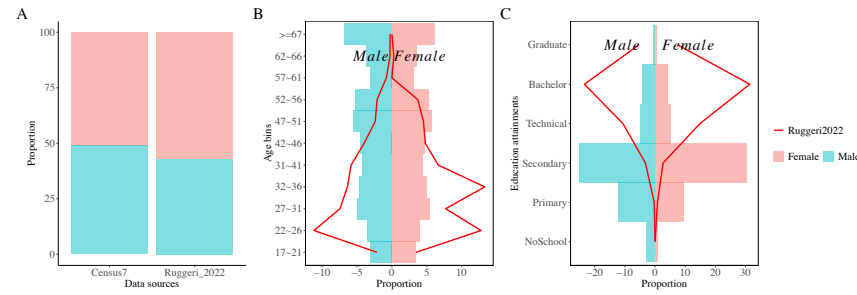 A
Proportion
100
75
50
25
0
Census7
Ruggeri_2022
Data sources
B
Age bins
>=67
62~66
57~61
52~56
47~51
42~46
31~41
32~36
27~31
22~26
17~21
Male Female
−10 −5 0 5 10
Proportion
C
Education attainments
Graduate
Bachelor
Technical
Secondary
Primary
NoSchool
Male Female
−20 −10 0 10 20 30
Proportion
Ruggeri2022
Female Male